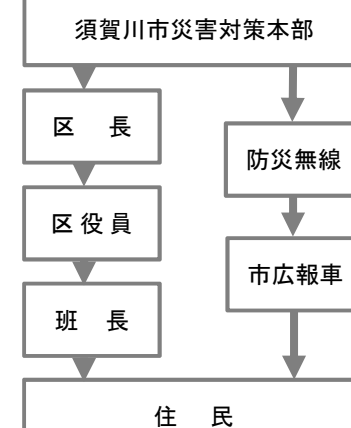 須賀川市災害対策本部
区　長
区 役 員
班　長
防災無線
市広報車
住　民